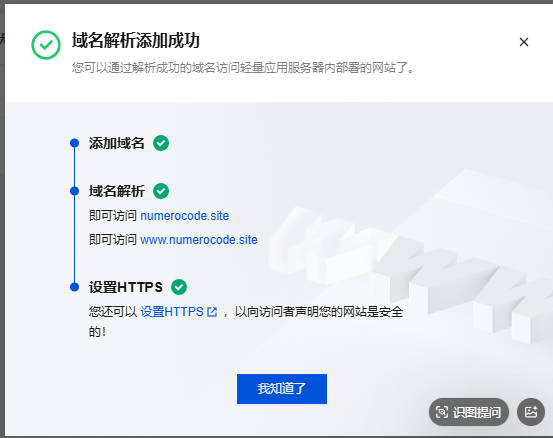 域名解析添加成功
您可以通过解析成功的域名访问轻量应用服务器内部署的网站了。
添加域名
域名解析
即可访问 numerocode.site
即可访问 www.numerocode.site
设置HTTPS
您还可以 设置HTTPS ，以向访问者声明您的网站是安全
的！
我知道了
识图提问